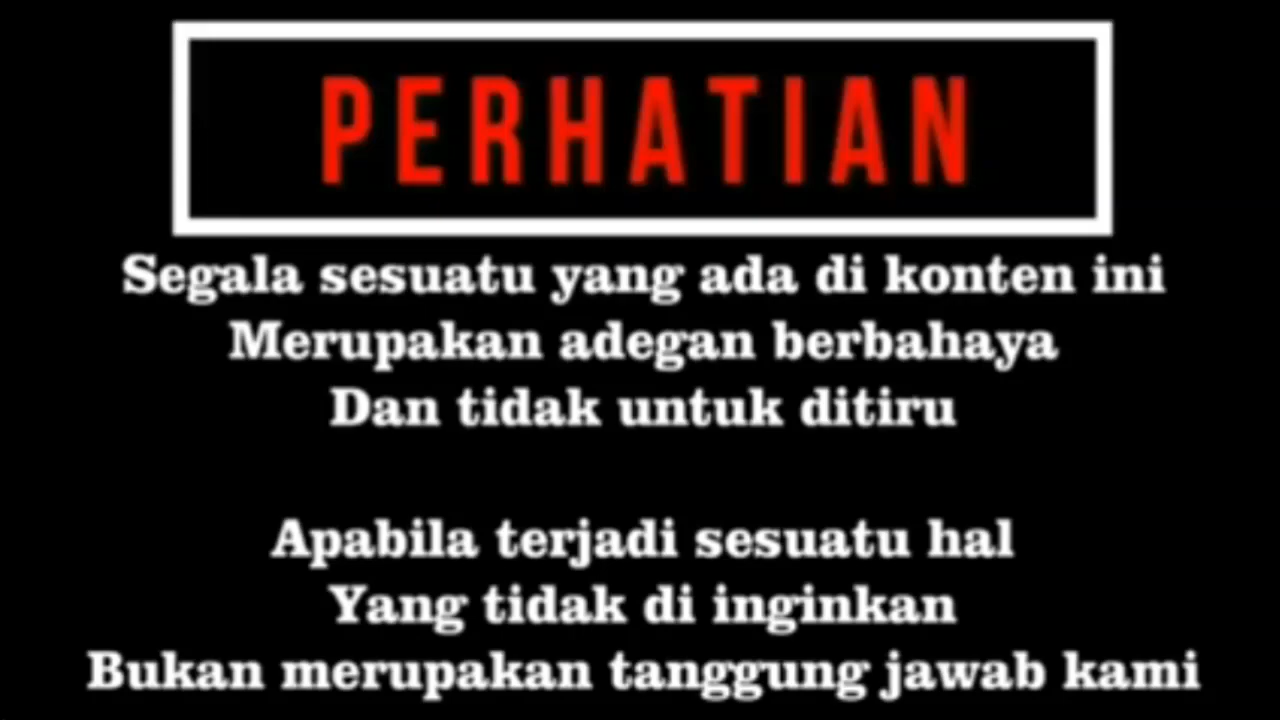 PERHATIAN
Segala sesuatu yang ada di konten ini
Merupakan adegan berbahaya
Dan tidak untuk ditiru
Apabila terjadi sesuatu hal
Yang tidak di inginkan
Bukan merupakan tanggung jawab kami